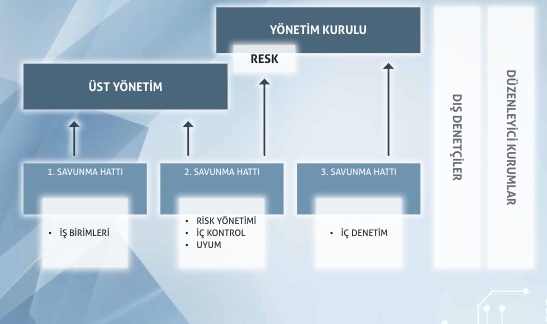 YÖNETİM KURULU
RESK
ÜST YÖNETİM
1. SAVUNMA HATTI
• İŞ BİRİMLERİ
2. SAVUNMA HATTI
• RİSK YÖNETİMİ
• İÇ KONTROL
• UYUM
3. SAVUNMA HATTI
• İÇ DENETİM
DIŞ DENETÇİLER
DÜZENLEYİCİ KURUMLAR